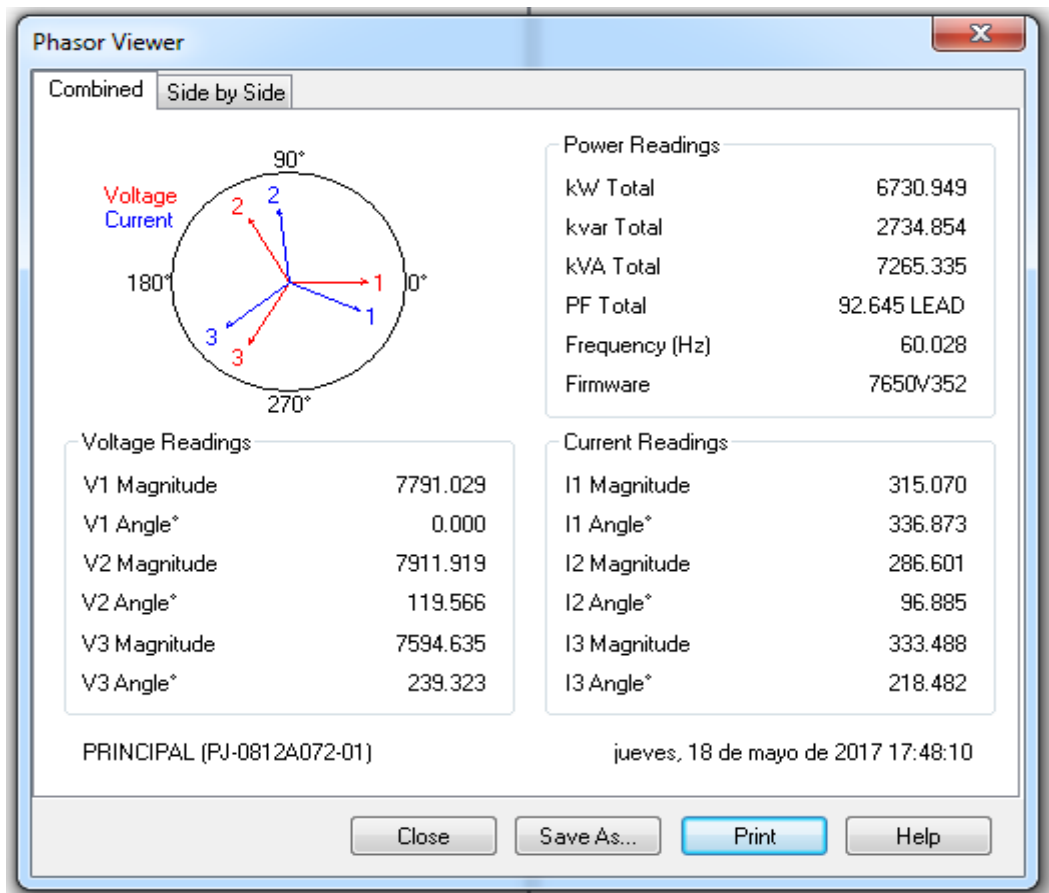 Phasor Viewer
Combined
Side by Side
90°
Voltage
Current
2
2
180°
1
0°
1
3
3
270°
Power Readings
kW Total 6730.949
kvar Total 2734.854
kVA Total 7265.335
PF Total 92.645 LEAD
Frequency (Hz) 60.028
Firmware 7650V352
Voltage Readings
V1 Magnitude 7791.029
V1 Angle° 0.000
V2 Magnitude 7911.919
V2 Angle° 119.566
V3 Magnitude 7594.635
V3 Angle° 239.323
Current Readings
I1 Magnitude 315.070
I1 Angle° 336.873
I2 Magnitude 286.601
I2 Angle° 96.885
I3 Magnitude 333.488
I3 Angle° 218.482
PRINCIPAL (PJ-0812A072-01)
jueves, 18 de mayo de 2017 17:48:10
Close
Save As...
Print
Help